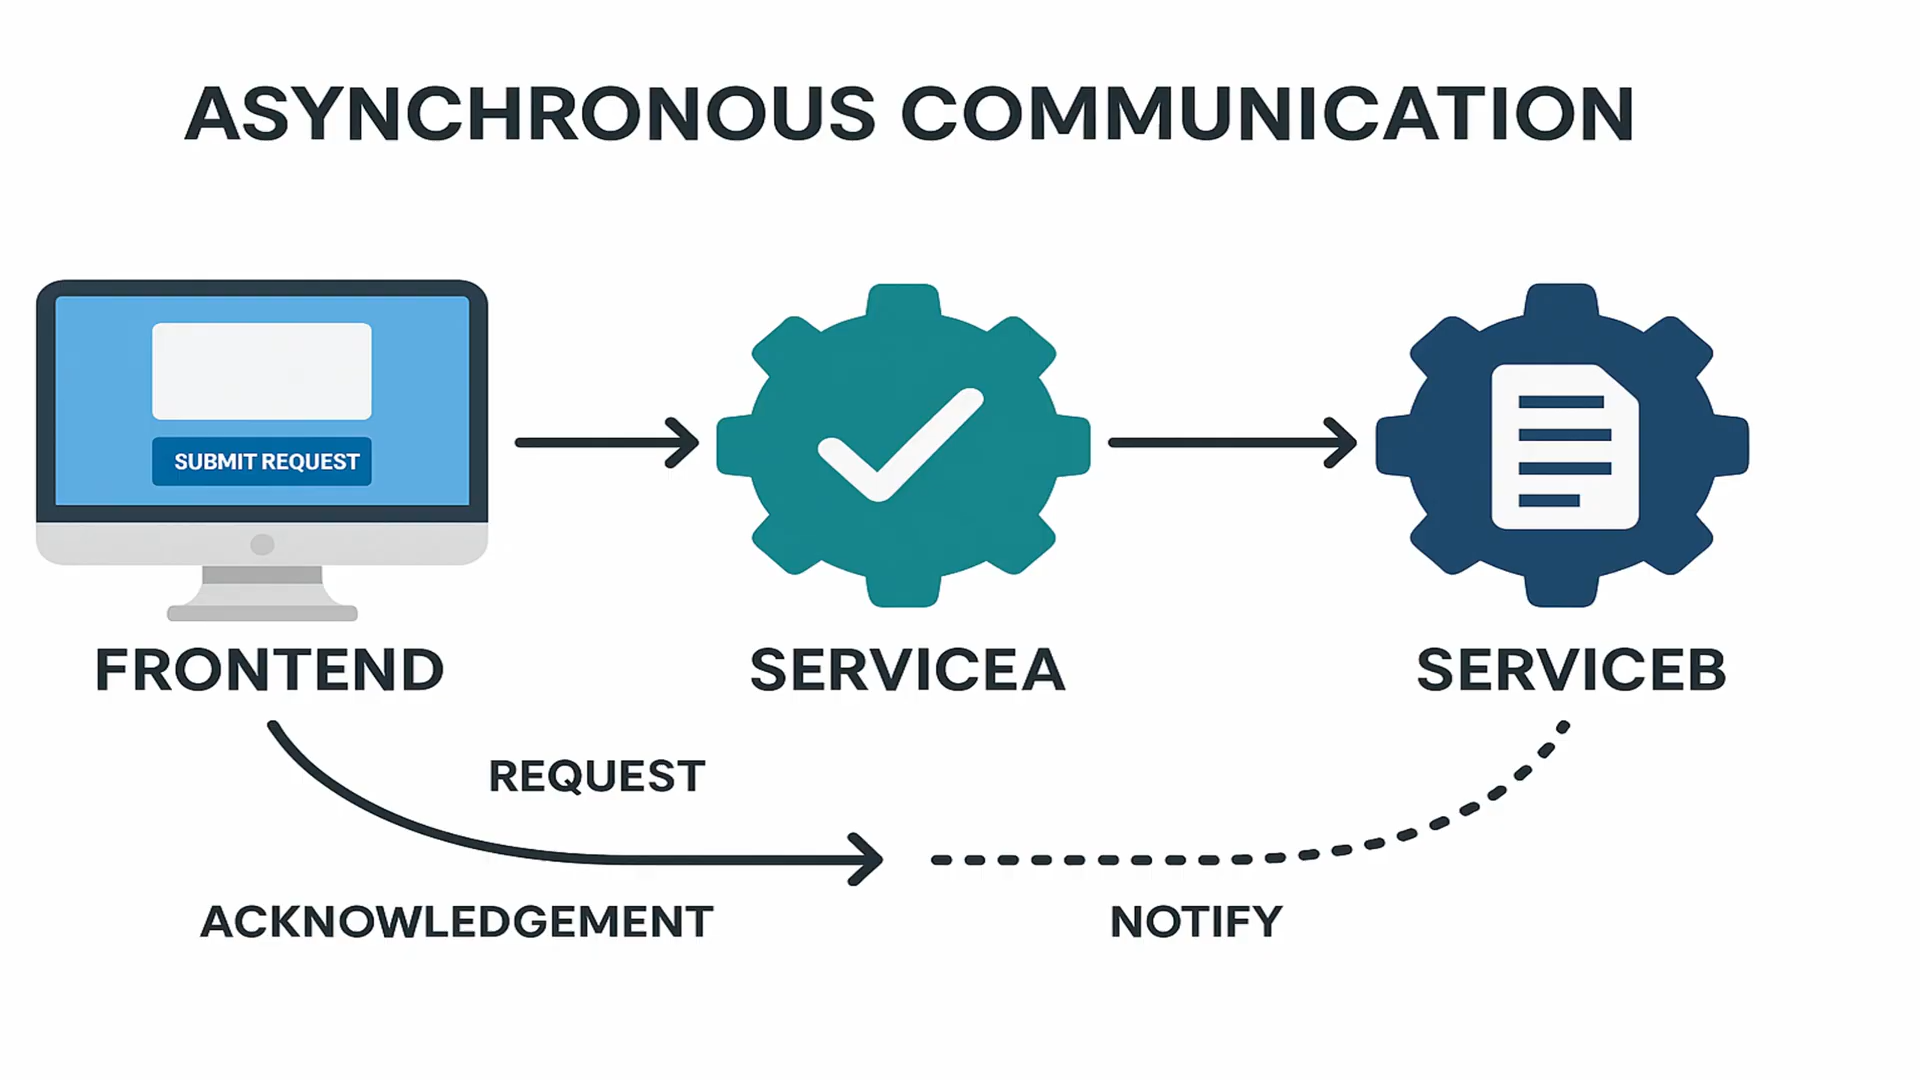 ASYNCHRONOUS COMMUNICATION
SUBMIT REQUEST
FRONTEND
SERVICEA
SERVICEB
REQUEST
ACKNOWLEDGEMENT
NOTIFY